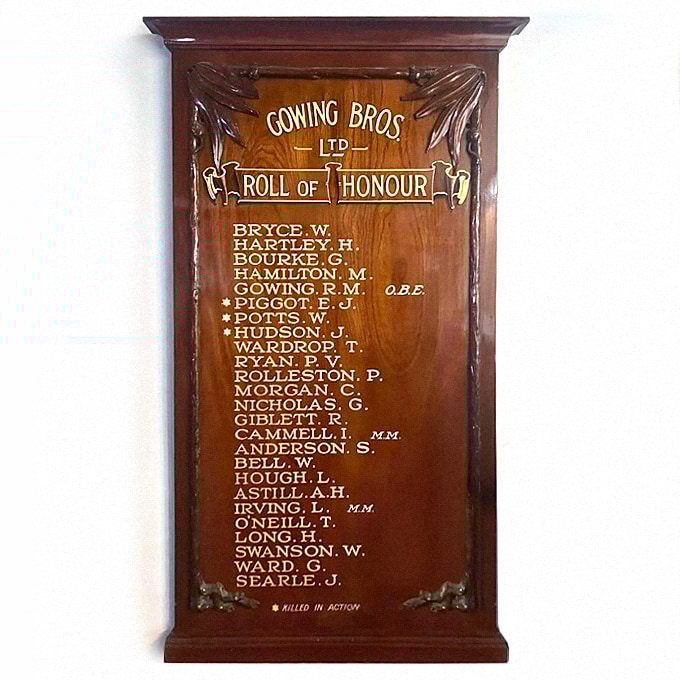 GOWING BROS.
— LTD —
ROLL OF HONOUR
BRYCE. W.
HARTLEY. H.
BOURKE. G.
HAMILTON. M.
GOWING. R.M. O.B.E.
* PIGGOT. E. J.
* POTTS. W.
* HUDSON. J.
WARDROP. T.
RYAN. P. V.
ROLLESTON. P.
MORGAN. C.
NICHOLAS. G.
GIBLETT. R.
CAMMELL. I. M.M.
ANDERSON. S.
BELL. W.
HOUGH. L.
ASTILL. A.H.
IRVING. L. M.M.
O'NEILL. T.
LONG. H.
SWANSON. W.
WARD. G.
SEARLE. J.
* KILLED IN ACTION